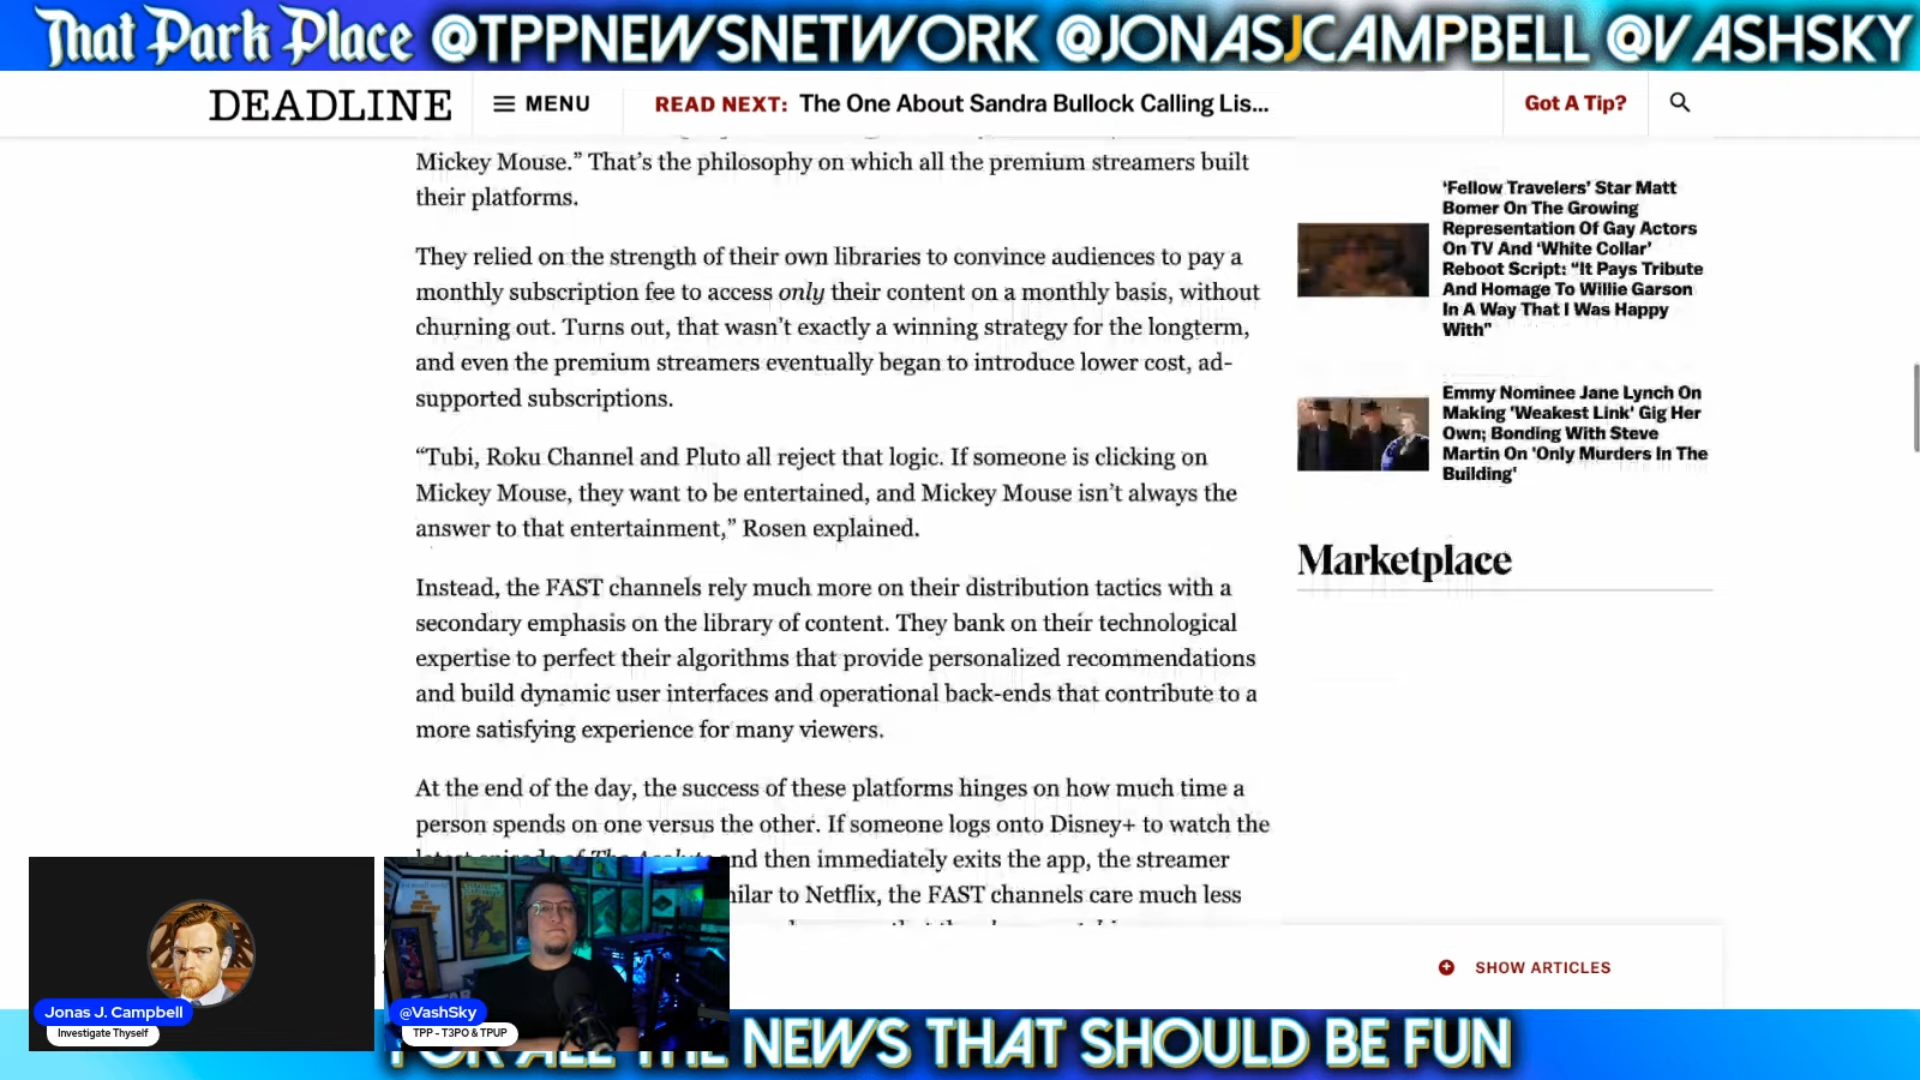 That Park Place @TPPNEWSNETWORK @JONASJCAMPBELL @VASHSKY
DEADLINE
MENU
READ NEXT: The One About Sandra Bullock Calling Lis...
Got A Tip?
Mickey Mouse.” That’s the philosophy on which all the premium streamers built
their platforms.
They relied on the strength of their own libraries to convince audiences to pay a
monthly subscription fee to access only their content on a monthly basis, without
churning out. Turns out, that wasn’t exactly a winning strategy for the longterm,
and even the premium streamers eventually began to introduce lower cost, ad-
supported subscriptions.
“Tubi, Roku Channel and Pluto all reject that logic. If someone is clicking on
Mickey Mouse, they want to be entertained, and Mickey Mouse isn’t always the
answer to that entertainment,” Rosen explained.
Instead, the FAST channels rely much more on their distribution tactics with a
secondary emphasis on the library of content. They bank on their technological
expertise to perfect their algorithms that provide personalized recommendations
and build dynamic user interfaces and operational back-ends that contribute to a
more satisfying experience for many viewers.
At the end of the day, the success of these platforms hinges on how much time a
person spends on one versus the other. If someone logs onto Disney+ to watch the
and then immediately exits the app, the streamer
to Netflix, the FAST channels care much less
‘Fellow Travelers’ Star Matt
Bomer On The Growing
Representation Of Gay Actors
On TV And ‘White Collar’
Reboot Script: “It Pays Tribute
And Homage To Willie Garson
In A Way That I Was Happy
With”
Emmy Nominee Jane Lynch On
Making 'Weakest Link' Gig Her
Own; Bonding With Steve
Martin On 'Only Murders In The
Building'
Marketplace
SHOW ARTICLES
Jonas J. Campbell
Investigate Thyself
@VashSky
TPP - T3PO & TPUP
FOR ALL THE NEWS THAT SHOULD BE FUN